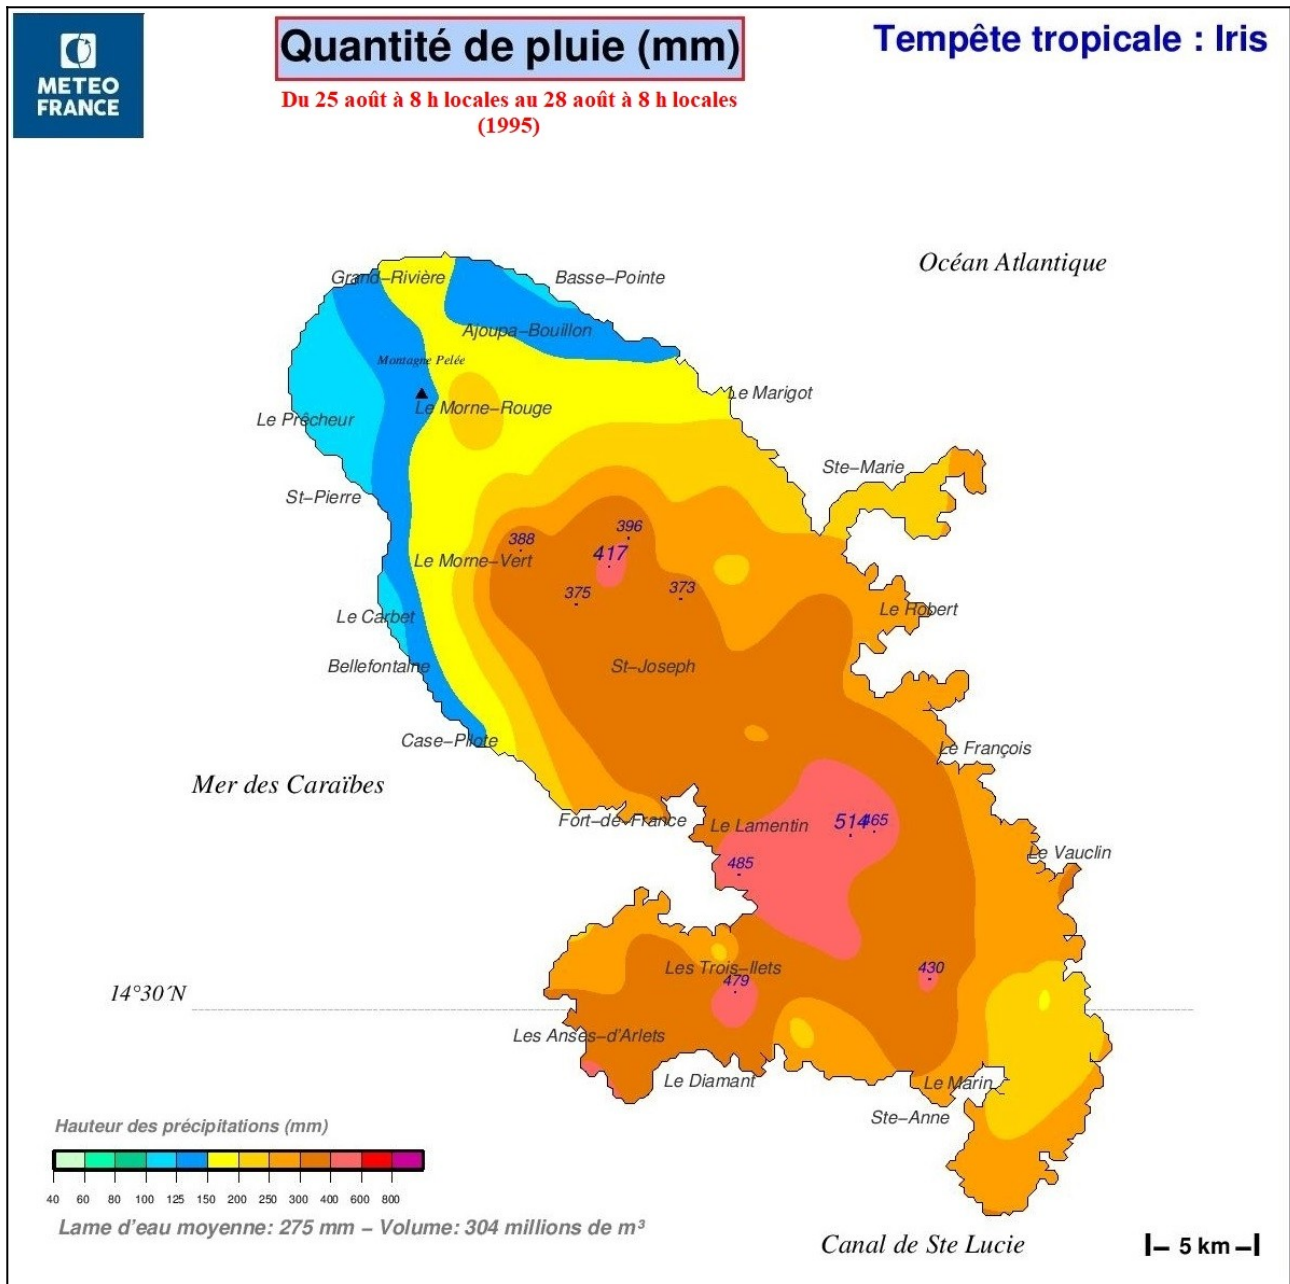 METEO
FRANCE
Quantité de pluie (mm)
Tempête tropicale : Iris
Du 25 août à 8 h locales au 28 août à 8 h locales
(1995)
Océan Atlantique
Grand–Rivière
Basse–Pointe
Ajoupa–Bouillon
Montagne Pelée
Le Marigot
Le Morne–Rouge
Le Prêcheur
Ste–Marie
St–Pierre
396
388
417
Le Morne–Vert
375
373
Le Robert
Le Carbet
Bellefontaine
St–Joseph
Case–Pilote
Le François
Mer des Caraïbes
Fort–de–France
Le Lamentin
514
465
Le Vauclin
485
Les Trois–Ilets
430
479
14°30´N
Les Anses–d'Arlets
Le Diamant
Le Marin
Ste–Anne
Hauteur des précipitations (mm)
40 60 80 100 125 150 200 250 300 400 600 800
Lame d'eau moyenne: 275 mm – Volume: 304 millions de m³
Canal de Ste Lucie
5 km